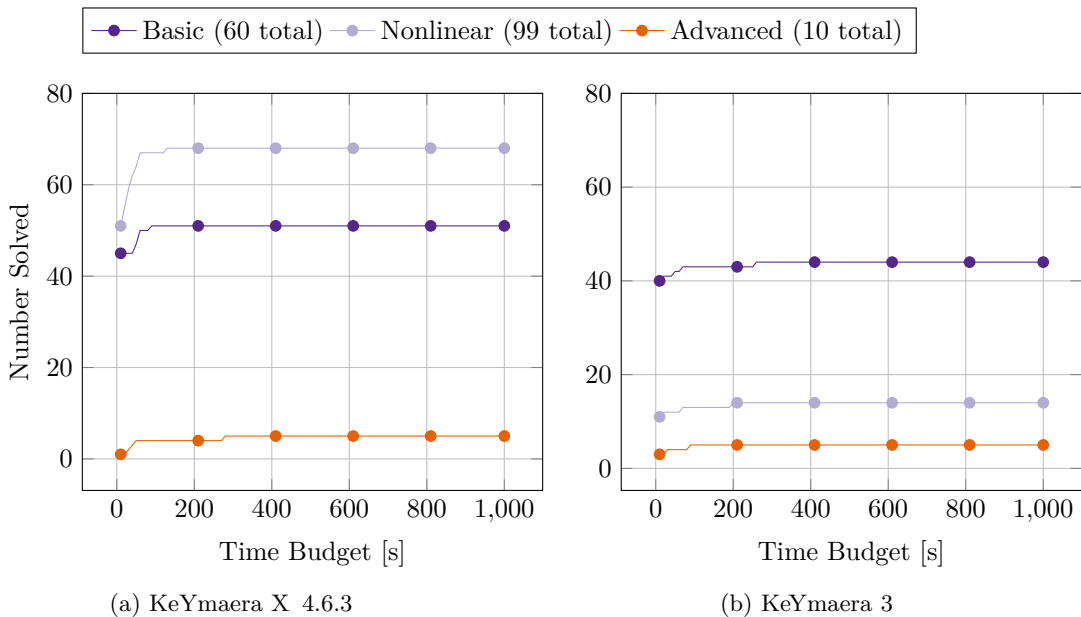 Basic (60 total) Nonlinear (99 total) Advanced (10 total)
80
60
40
20
0
Number Solved
0 200 400 600 800 1,000
Time Budget [s]
(a) KeYmaera X 4.6.3
80
60
40
20
0
0 200 400 600 800 1,000
Time Budget [s]
(b) KeYmaera 3